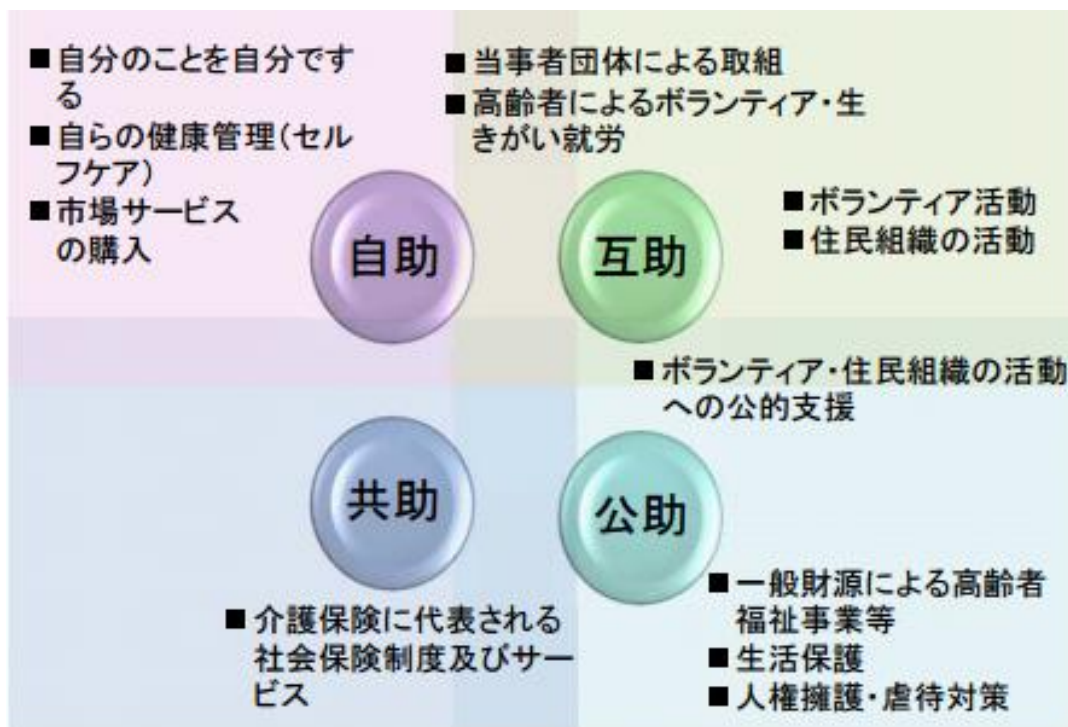 ■自分のことを自分です
る
■自らの健康管理(セル
フケア)
■市場サービス
の購入
■当事者団体による取組
■高齢者によるボランティア・生
きがい就労
■ボランティア活動
■住民組織の活動
自助
互助
■ボランティア・住民組織の活動
への公的支援
共助
公助
■介護保険に代表される
社会保険制度及びサー
ビス
■一般財源による高齢者
福祉事業等
■生活保護
■人権擁護・虐待対策